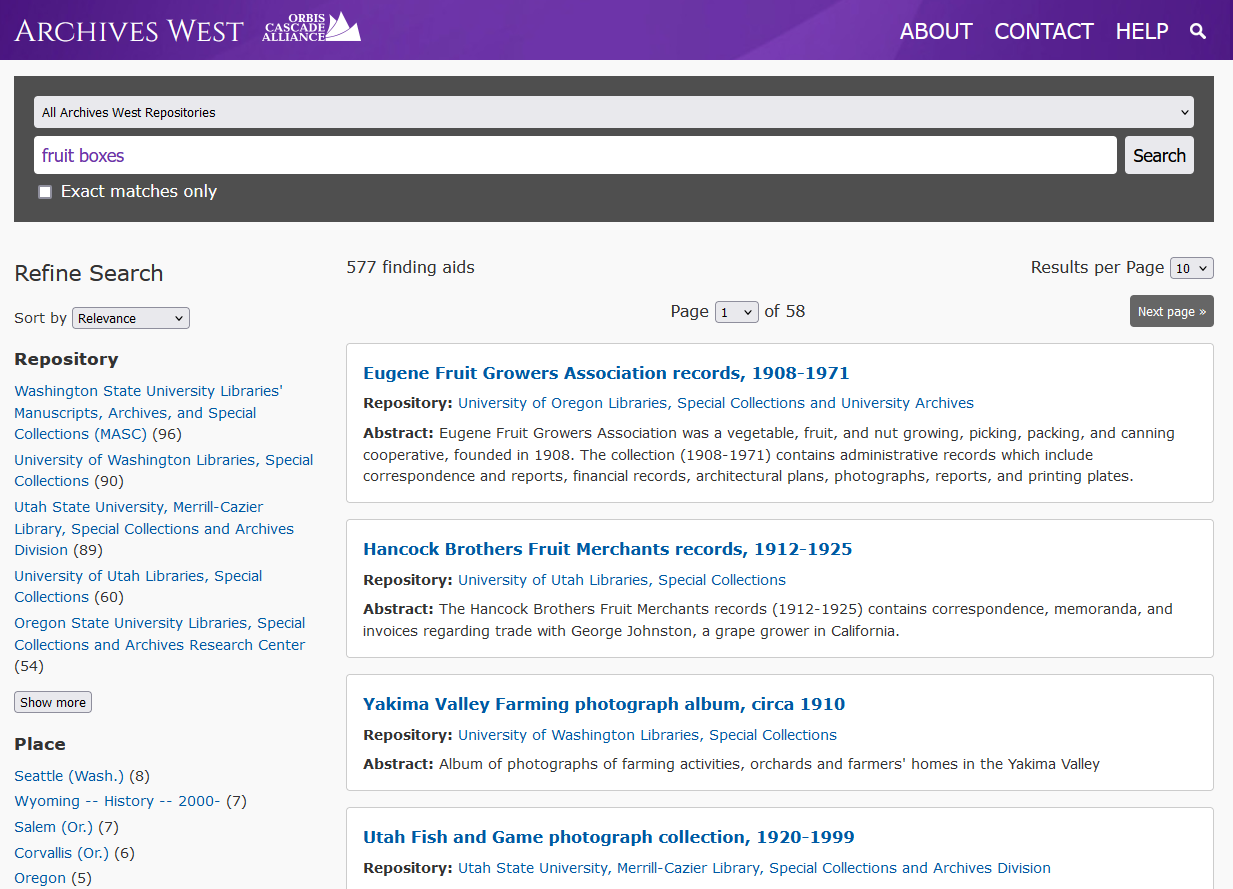 ARCHIVES WEST
ORBIS
CASCADE
ALLIANCE
ABOUT CONTACT HELP
All Archives West Repositories
fruit boxes
Search
Exact matches only
Refine Search
Sort by Relevance
Repository
Washington State University Libraries'
Manuscripts, Archives, and Special
Collections (MASC) (96)
University of Washington Libraries, Special
Collections (90)
Utah State University, Merrill-Cazier
Library, Special Collections and Archives
Division (89)
University of Utah Libraries, Special
Collections (60)
Oregon State University Libraries, Special
Collections and Archives Research Center
(54)
Show more
Place
Seattle (Wash.) (8)
Wyoming -- History -- 2000- (7)
Salem (Or.) (7)
Corvallis (Or.) (6)
Oregon (5)
577 finding aids
Results per Page 10
Page 1 of 58
Next page »
Eugene Fruit Growers Association records, 1908-1971
Repository: University of Oregon Libraries, Special Collections and University Archives
Abstract: Eugene Fruit Growers Association was a vegetable, fruit, and nut growing, picking, packing, and canning
cooperative, founded in 1908. The collection (1908-1971) contains administrative records which include
correspondence and reports, financial records, architectural plans, photographs, reports, and printing plates.
Hancock Brothers Fruit Merchants records, 1912-1925
Repository: University of Utah Libraries, Special Collections
Abstract: The Hancock Brothers Fruit Merchants records (1912-1925) contains correspondence, memoranda, and
invoices regarding trade with George Johnston, a grape grower in California.
Yakima Valley Farming photograph album, circa 1910
Repository: University of Washington Libraries, Special Collections
Abstract: Album of photographs of farming activities, orchards and farmers' homes in the Yakima Valley
Utah Fish and Game photograph collection, 1920-1999
Repository: Utah State University, Merrill-Cazier Library, Special Collections and Archives Division